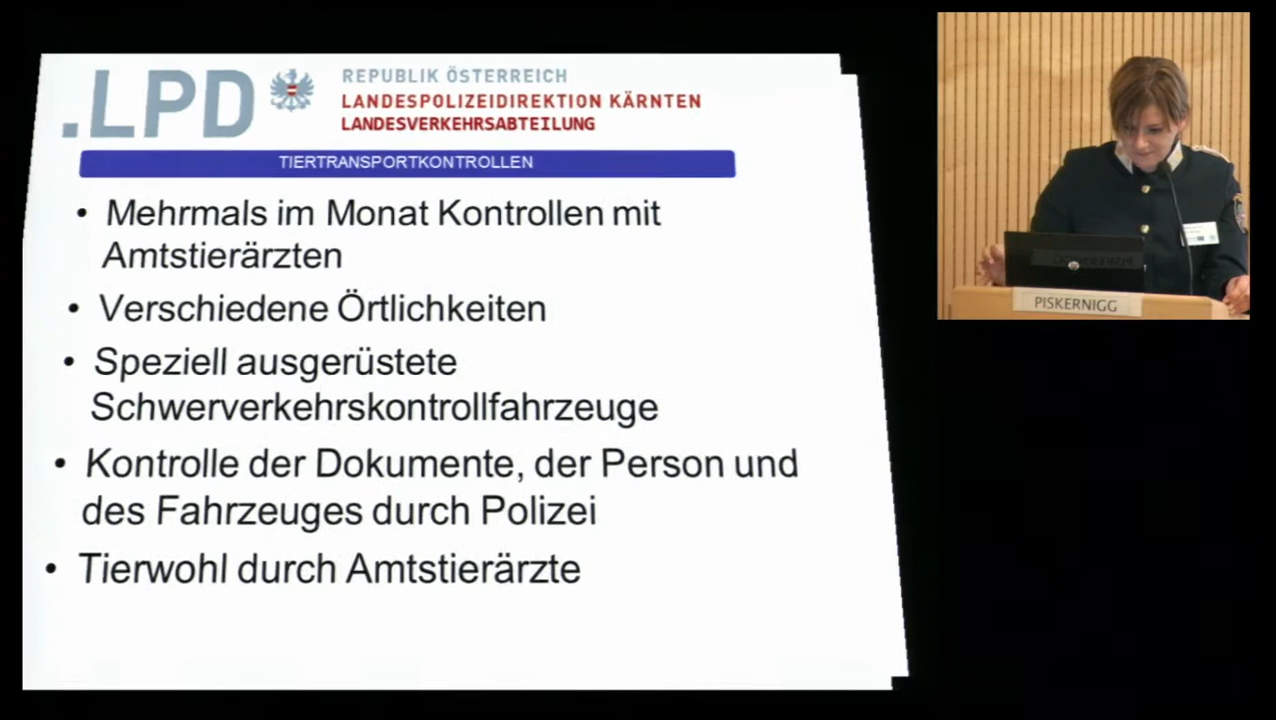 .LPD
REPUBLIK ÖSTERREICH
LANDESPOLIZEIDIREKTION KÄRNTEN
LANDESVERKEHRSABTEILUNG
TIERTRANSPORTKONTROLLEN
• Mehrmals im Monat Kontrollen mit
Amtstierärzten
• Verschiedene Örtlichkeiten
• Speziell ausgerüstete
Schwerverkehrskontrollfahrzeuge
• Kontrolle der Dokumente, der Person und
des Fahrzeuges durch Polizei
• Tierwohl durch Amtstierärzte
PISKERNIGG